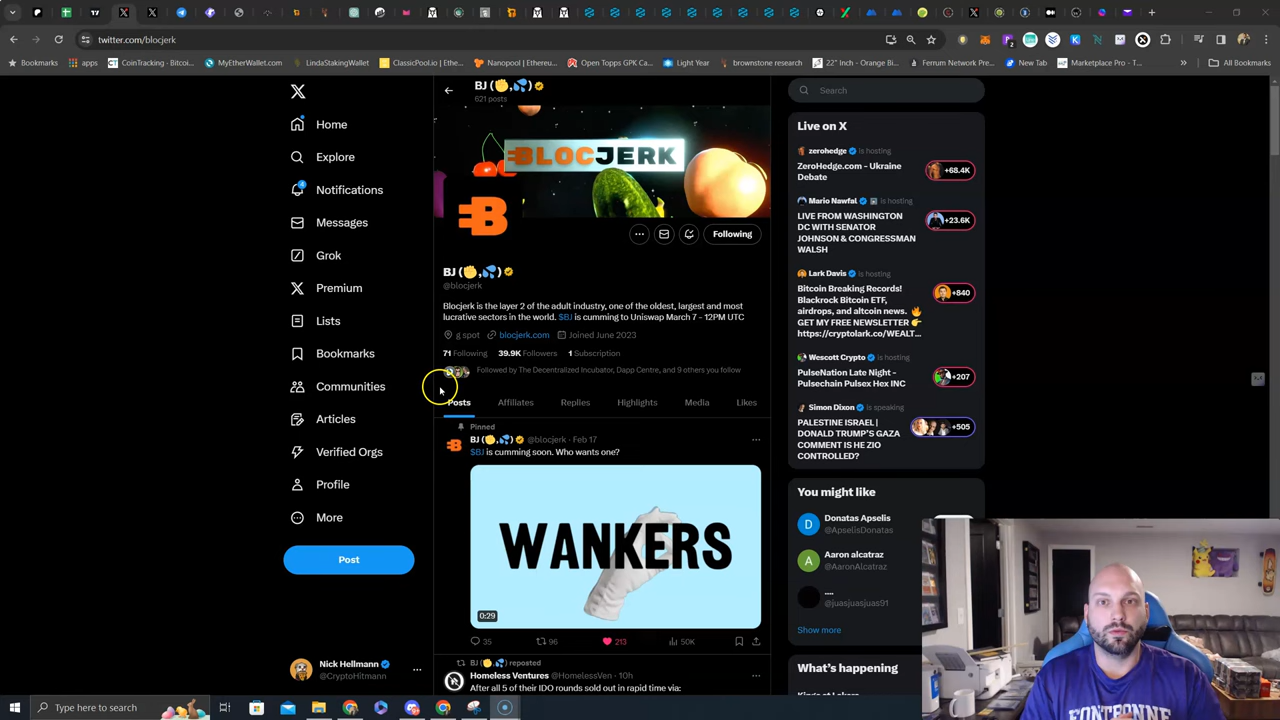 twitter.com/blocjerk
Bookmarks
apps
CoinTracking - Bitcoi...
MyEtherWallet.com
LindaStakingWallet
ClassicPool.io | Ethe...
Nanopool | Ethereu...
Open Topps GPK Ca...
Light Year
brownstone research
22" Inch - Orange Bi...
Ferrum Network Pre...
New Tab
Marketplace Pro - T...
All Bookmarks
X
Home
Explore
4
Notifications
Messages
Grok
Premium
Lists
Bookmarks
Communities
Articles
Verified Orgs
Profile
More
Post
Nick Hellmann
@CryptoHitmann
BJ (✊,💦)
621 posts
BLOCJERK
B
Following
BJ (✊,💦)
@blocjerk
Blocjerk is the layer 2 of the adult industry, one of the oldest, largest and most
lucrative sectors in the world. $BJ is cumming to Uniswap March 7 - 12PM UTC
g spot
blocjerk.com
Joined June 2023
71 Following 39.9K Followers 1 Subscription
Followed by The Decentralized Incubator, Dapp Centre, and 9 others you follow
Posts
Affiliates
Replies
Highlights
Media
Likes
Pinned
BJ (✊,💦) @blocjerk · Feb 17
$BJ is cumming soon. Who wants one?
WANKERS
0:29
35
96
213
50K
BJ (✊,💦) reposted
Homeless Ventures @HomelessVen · 10h
After all 5 of their IDO rounds sold out in rapid time via:
Search
Live on X
zerohedge is hosting
ZeroHedge.com - Ukraine
Debate
+68.4K
Mario Nawfal is hosting
LIVE FROM WASHINGTON
DC WITH SENATOR
JOHNSON & CONGRESSMAN
WALSH
+23.6K
Lark Davis is hosting
Bitcoin Breaking Records!
Blackrock Bitcoin ETF,
airdrops, and altcoin news. 🔥
GET MY FREE NEWSLETTER 👉
https://cryptolark.co/WEALT...
+840
Wescott Crypto is hosting
PulseNation Late Night -
Pulsechain Pulsex Hex INC
+207
Simon Dixon is speaking
PALESTINE ISRAEL |
DONALD TRUMP'S GAZA
COMMENT IS HE ZIO
CONTROLLED?
+505
You might like
D
Donatas Apselis
@ApselisDonatas
A
Aaron alcatraz
@AaronAlcatraz
....
@juasjuasjuas91
Show more
What's happening
FONTBONNE
Type here to search